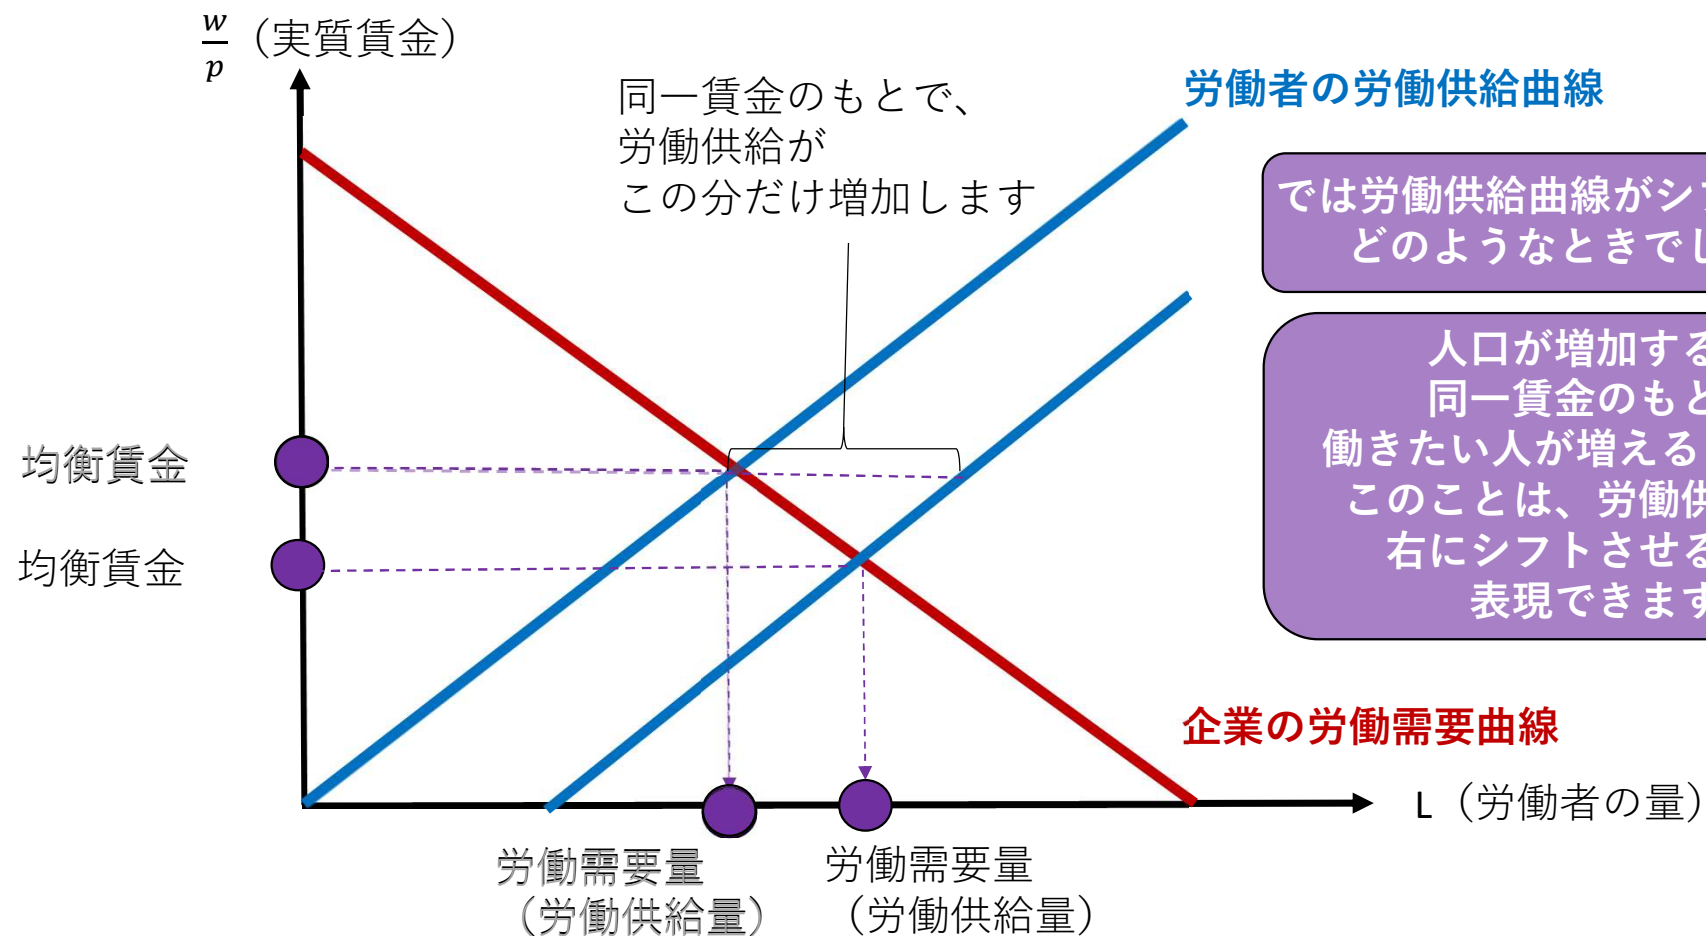 w
p
（実質賃金）
同一賃金のもとで、
労働供給が
この分だけ増加します
労働者の労働供給曲線
では労働供給曲線がシ
どのようなときでし
人口が増加する
同一賃金のもと
働きたい人が増える
このことは、労働供
右にシフトさせる
表現できます
均衡賃金
均衡賃金
企業の労働需要曲線
L（労働者の量）
労働需要量
（労働供給量）
労働需要量
（労働供給量）